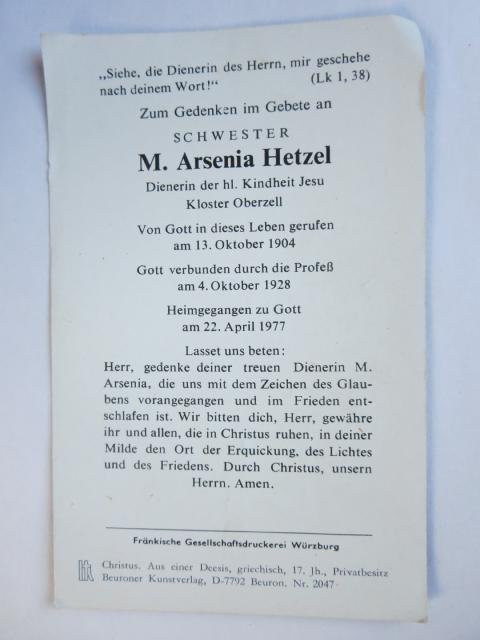 „Siehe, die Dienerin des Herrn, mir geschehe
nach deinem Wort!“ (Lk 1, 38)
Zum Gedenken im Gebete an
SCHWESTER
M. Arsenia Hetzel
Dienerin der hl. Kindheit Jesu
Kloster Oberzell
Von Gott in dieses Leben gerufen
am 13. Oktober 1904
Gott verbunden durch die Profeß
am 4. Oktober 1928
Heimgegangen zu Gott
am 22. April 1977
Lasset uns beten:
Herr, gedenke deiner treuen Dienerin M.
Arsenia, die uns mit dem Zeichen des Glau-
bens vorangegangen und im Frieden ent-
schlafen ist. Wir bitten dich, Herr, gewähre
ihr und allen, die in Christus ruhen, in deiner
Milde den Ort der Erquickung, des Lichtes
und des Friedens. Durch Christus, unsern
Herrn. Amen.
Fränkische Gesellschaftsdruckerei Würzburg
Christus. Aus einer Deesis, griechisch, 17. Jh., Privatbesitz
Beuroner Kunstverlag, D-7792 Beuron. Nr. 2047